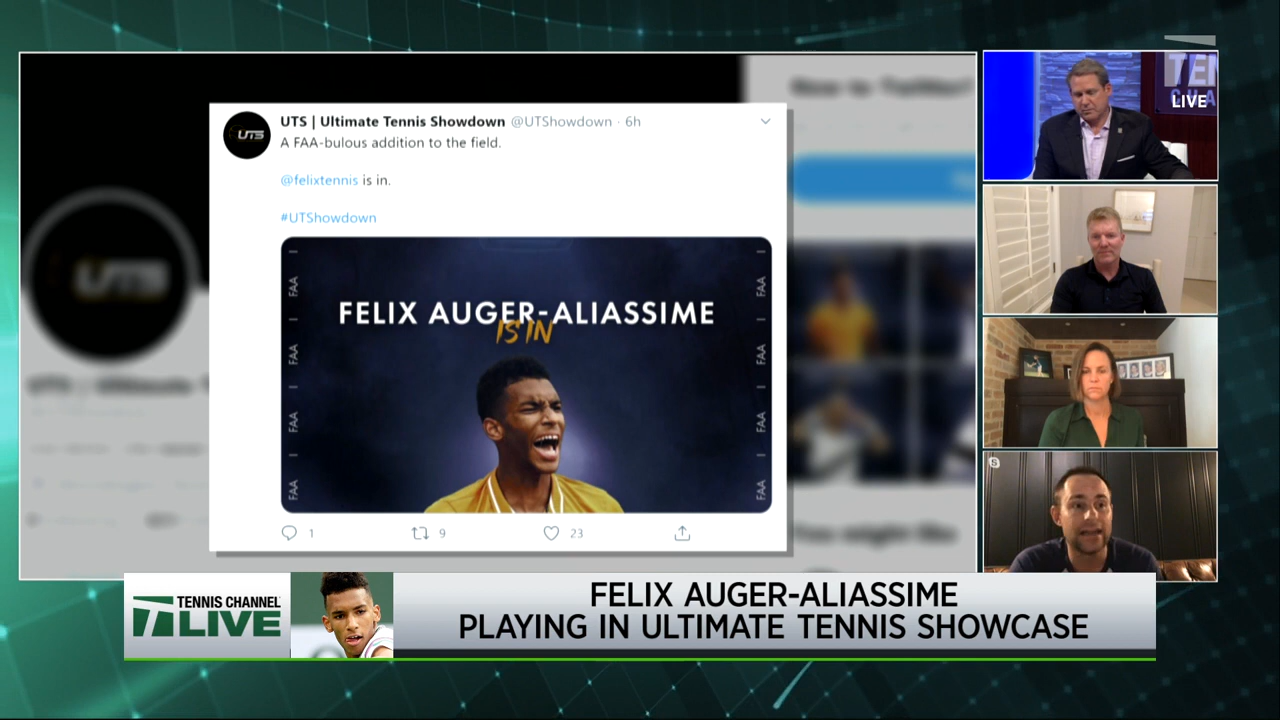 UTS | Ultimate Tennis Showdown @UTShowdown · 6h
A FAA-bulous addition to the field.
@felixtennis is in.
#UTShowdown
UTS
FELIX AUGER-ALIASSIME
IS IN
FAA
FAA
FAA
FAA
FAA
FAA
FAA
FAA
1 9 23
UTS
LIVE
S
TENNIS CHANNEL
LIVE
FELIX AUGER-ALIASSIME
PLAYING IN ULTIMATE TENNIS SHOWCASE